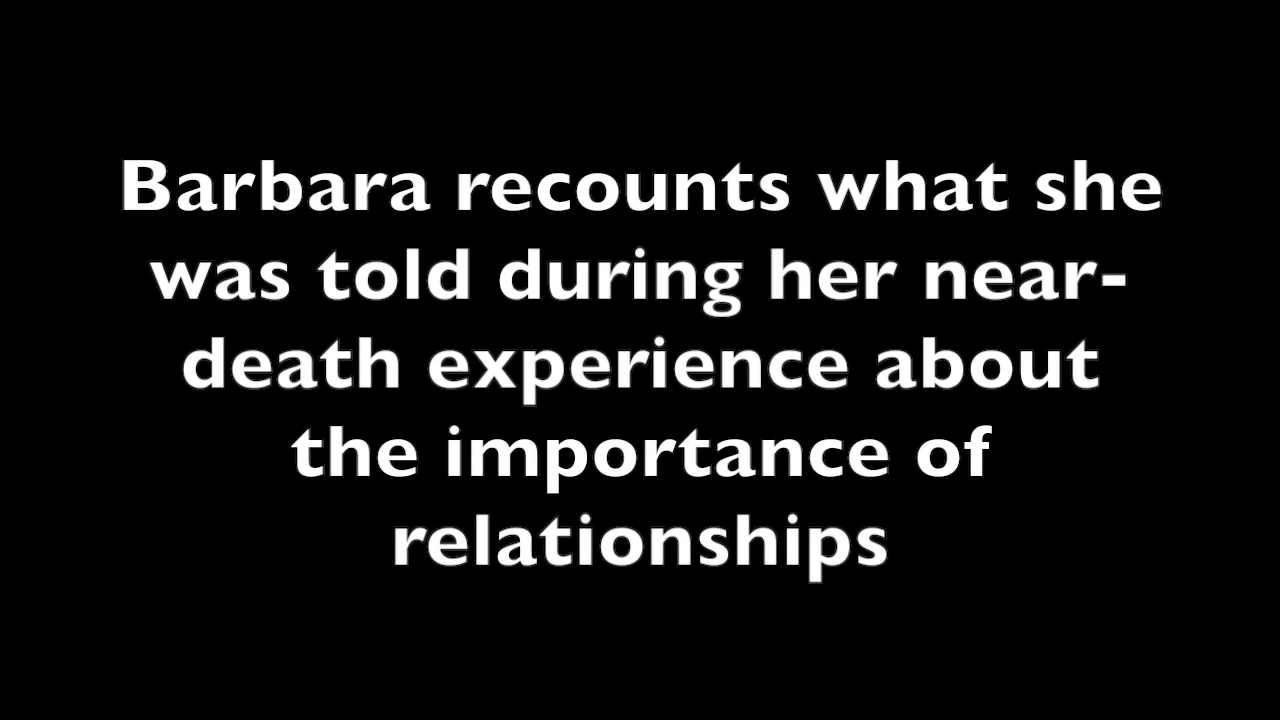 Barbara recounts what she
was told during her near-
death experience about
the importance of
relationships